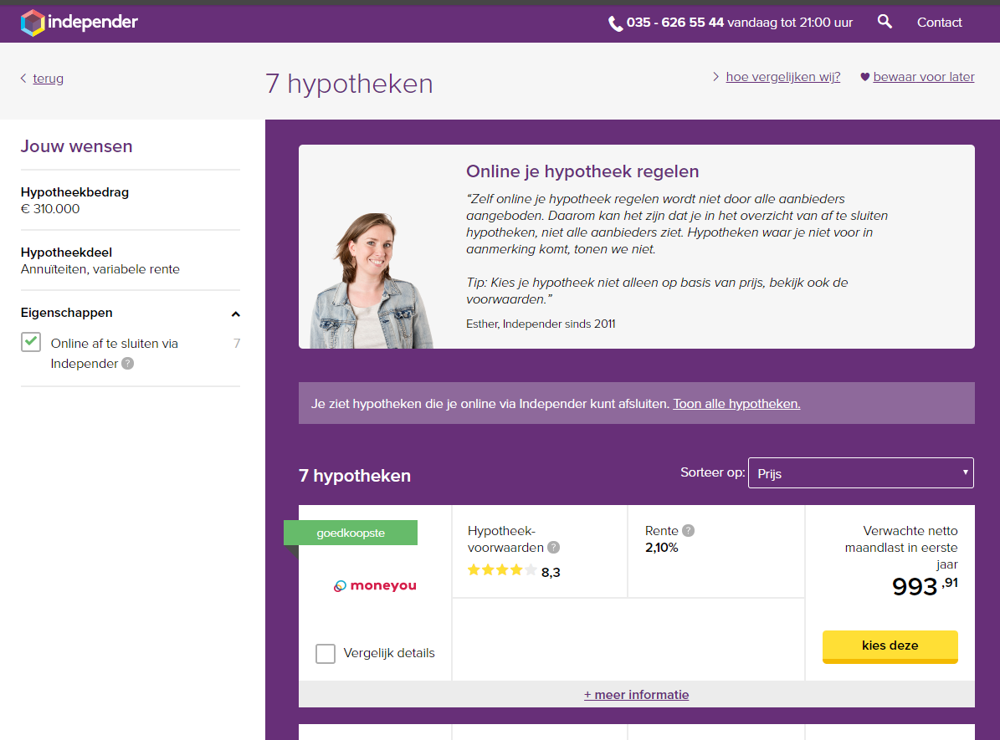 independer
035 - 626 55 44 vandaag tot 21:00 uur
Contact
terug
7 hypotheken
hoe vergelijken wij?
bewaar voor later
Jouw wensen
Hypotheekbedrag
€ 310.000
Hypotheekdeel
Annuïteiten, variabele rente
Eigenschappen
Online af te sluiten via 7
Independer ?
Online je hypotheek regelen
“Zelf online je hypotheek regelen wordt niet door alle aanbieders
aangeboden. Daarom kan het zijn dat je in het overzicht van af te sluiten
hypotheken, niet alle aanbieders ziet. Hypotheken waar je niet voor in
aanmerking komt, tonen we niet.
Tip: Kies je hypotheek niet alleen op basis van prijs, bekijk ook de
voorwaarden.”
Esther, Independer sinds 2011
Je ziet hypotheken die je online via Independer kunt afsluiten. Toon alle hypotheken.
7 hypotheken
Sorteer op: Prijs
goedkoopste
moneyou
Vergelijk details
Hypotheek-
voorwaarden ?
8,3
Rente ?
2,10%
Verwachte netto
maandlast in eerste
jaar
993 ,91
kies deze
+ meer informatie